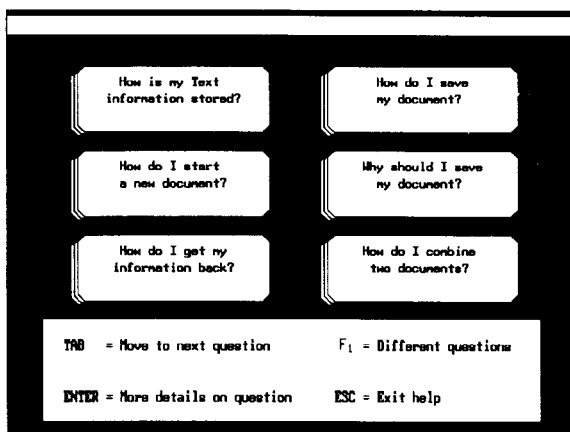 How is my Text
information stored?
How do I save
my document?
How do I start
a new document?
Why should I save
my document?
How do I get my
information back?
How do I combine
two documents?
TAB = Move to next question
F1 = Different questions
ENTER = More details on question
ESC = Exit help